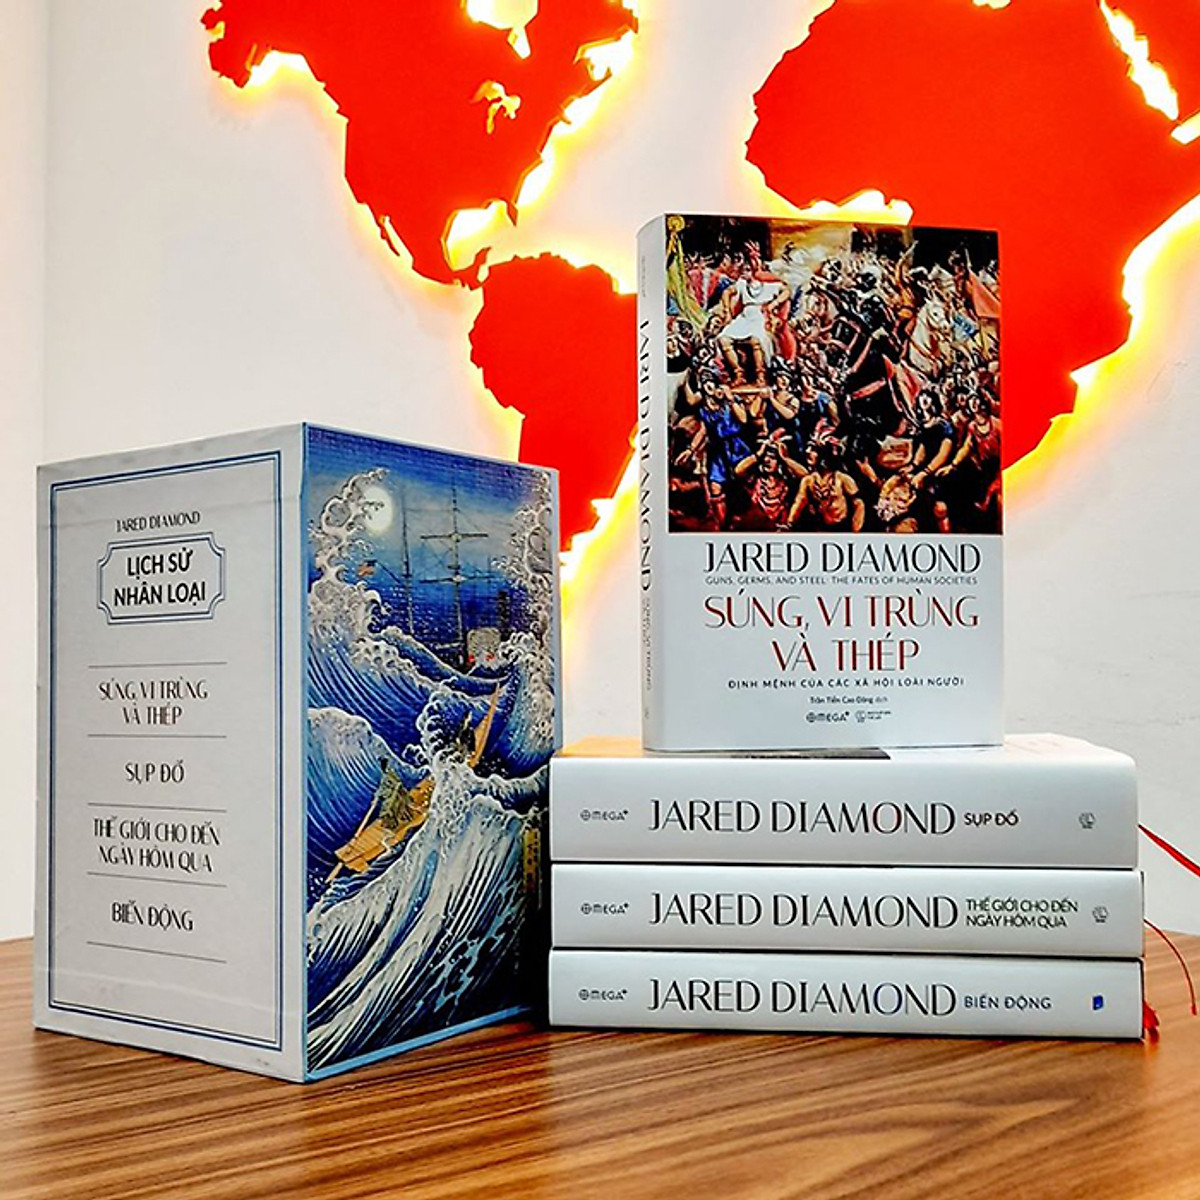 JARED DIAMOND
LỊCH SỬ
NHÂN LOẠI
SÚNG, VI TRÙNG
VÀ THÉP
SỤP ĐỔ
THẾ GIỚI CHO ĐẾN
NGÀY HÔM QUA
BIẾN ĐỘNG
JARED DIAMOND
JARED DIAMOND
GUNS, GERMS, AND STEEL: THE FATES OF HUMAN SOCIETIES
SÚNG, VI TRÙNG
VÀ THÉP
ĐỊNH MỆNH CỦA CÁC XÃ HỘI LOÀI NGƯỜI
Trần Tiễn Cao Đăng dịch
OMEGA+
OMEGA+ JARED DIAMOND SỤP ĐỔ
OMEGA+ JARED DIAMOND THẾ GIỚI CHO ĐẾN
NGÀY HÔM QUA
OMEGA+ JARED DIAMOND BIẾN ĐỘNG